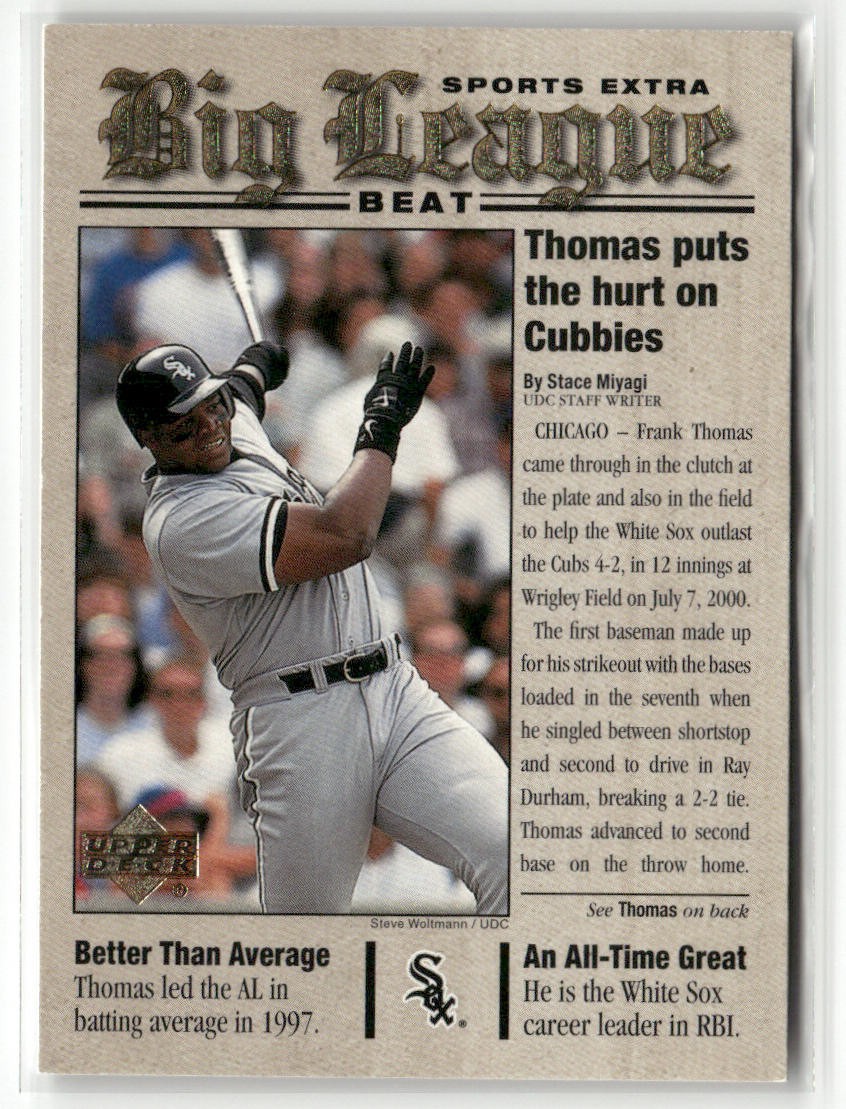 SPORTS EXTRA
Big League
BEAT
Thomas puts
the hurt on
Cubbies
By Stace Miyagi
UDC STAFF WRITER
CHICAGO – Frank Thomas
came through in the clutch at
the plate and also in the field
to help the White Sox outlast
the Cubs 4-2, in 12 innings at
Wrigley Field on July 7, 2000.
The first baseman made up
for his strikeout with the bases
loaded in the seventh when
he singled between shortstop
and second to drive in Ray
Durham, breaking a 2-2 tie.
Thomas advanced to second
base on the throw home.
See Thomas on back
Sox
UPPER
DECK
®
Steve Woltmann / UDC
Better Than Average
Thomas led the AL in
batting average in 1997.
Sox®
An All-Time Great
He is the White Sox
career leader in RBI.